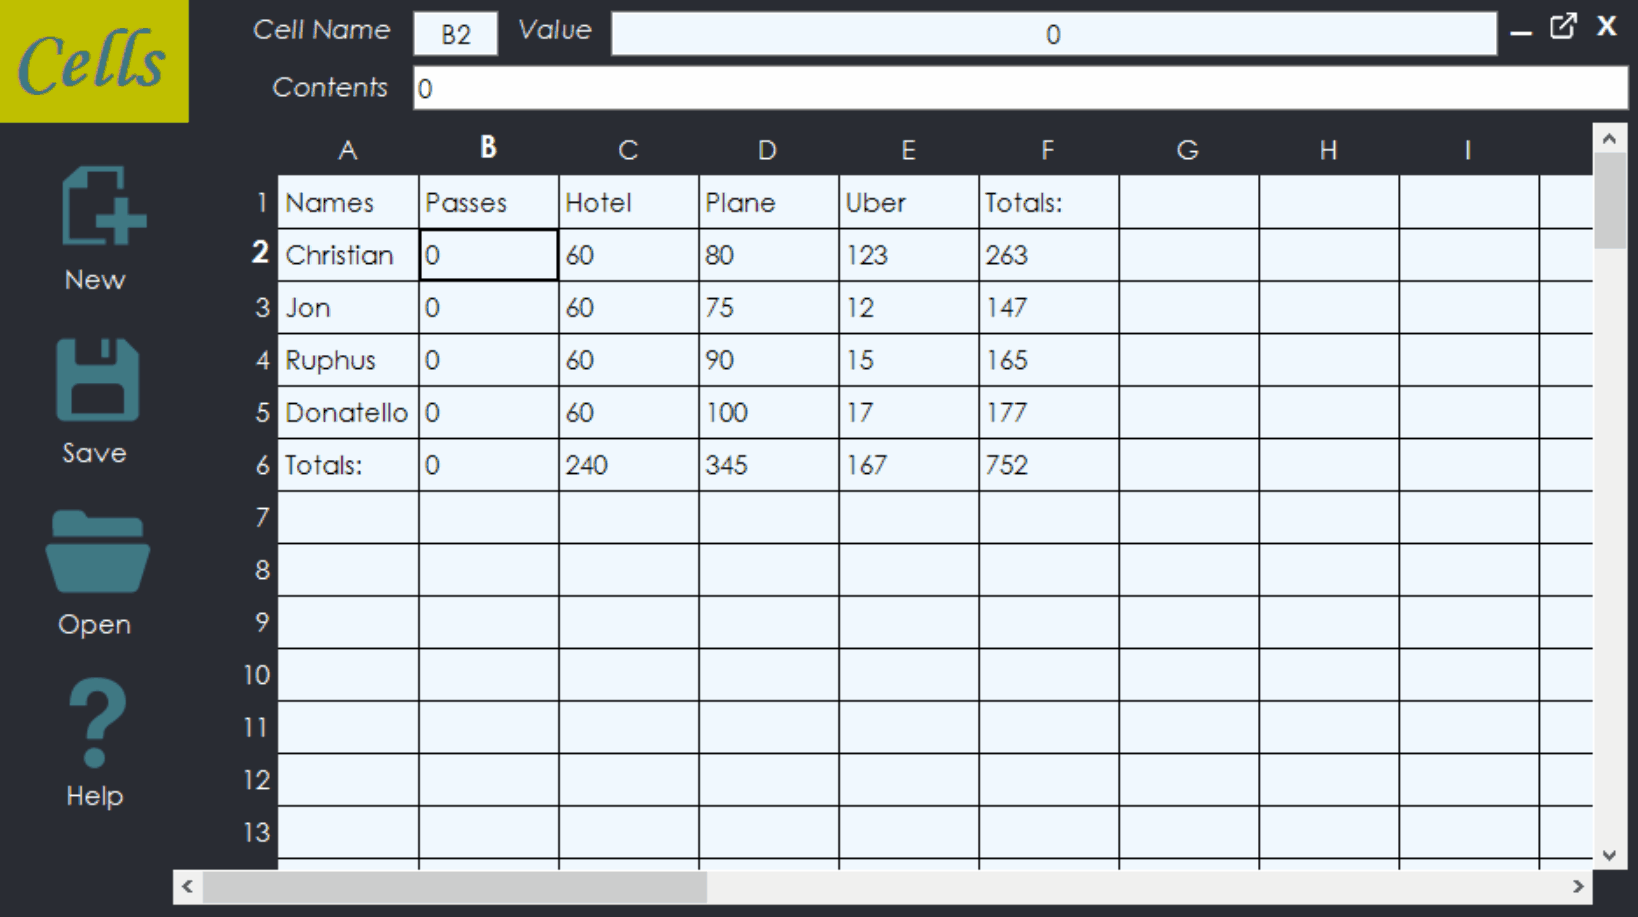 Cells
Cell Name B2 Value 0
Contents 0
A B C D E F G H I
1 Names Passes Hotel Plane Uber Totals:
2 Christian 0 60 80 123 263
3 Jon 0 60 75 12 147
4 Ruphus 0 60 90 15 165
5 Donatello 0 60 100 17 177
6 Totals: 0 240 345 167 752
7
8
9
10
11
12
13
New
Save
Open
Help